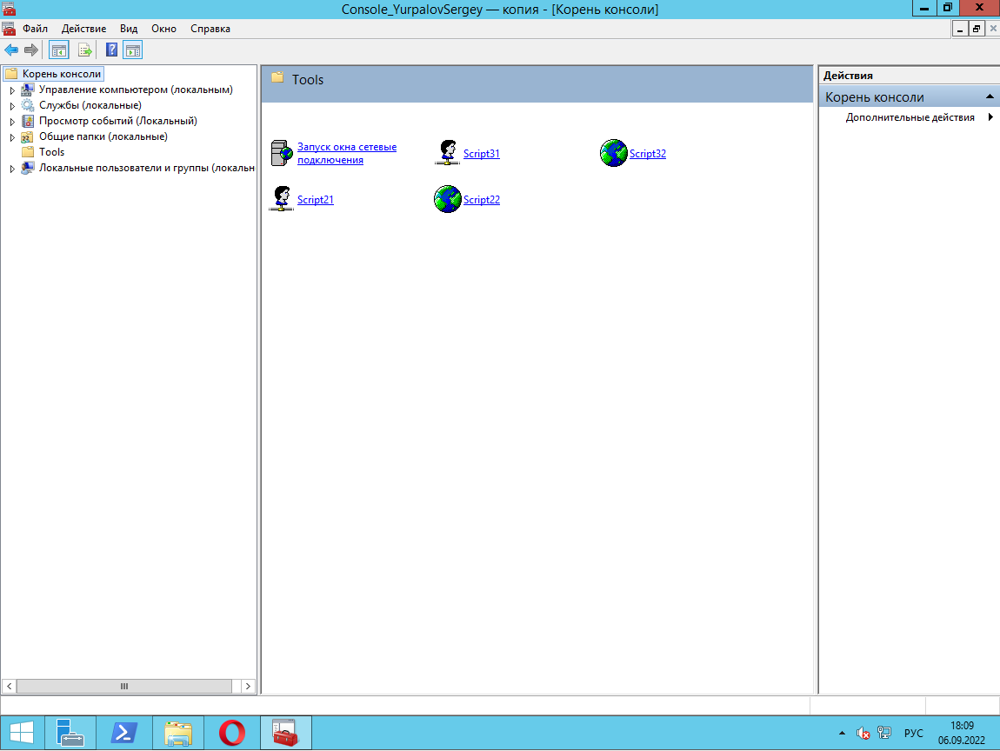 Console_YurpalovSergey — копия - [Корень консоли]
Файл Действие Вид Окно Справка
Корень консоли
Управление компьютером (локальным)
Службы (локальные)
Просмотр событий (Локальный)
Общие папки (локальные)
Tools
Локальные пользователи и группы (локальн
Tools
Запуск окна сетевые
подключения
Script31
Script32
Script21
Script22
Действия
Корень консоли
Дополнительные действия
РУС
18:09
06.09.2022